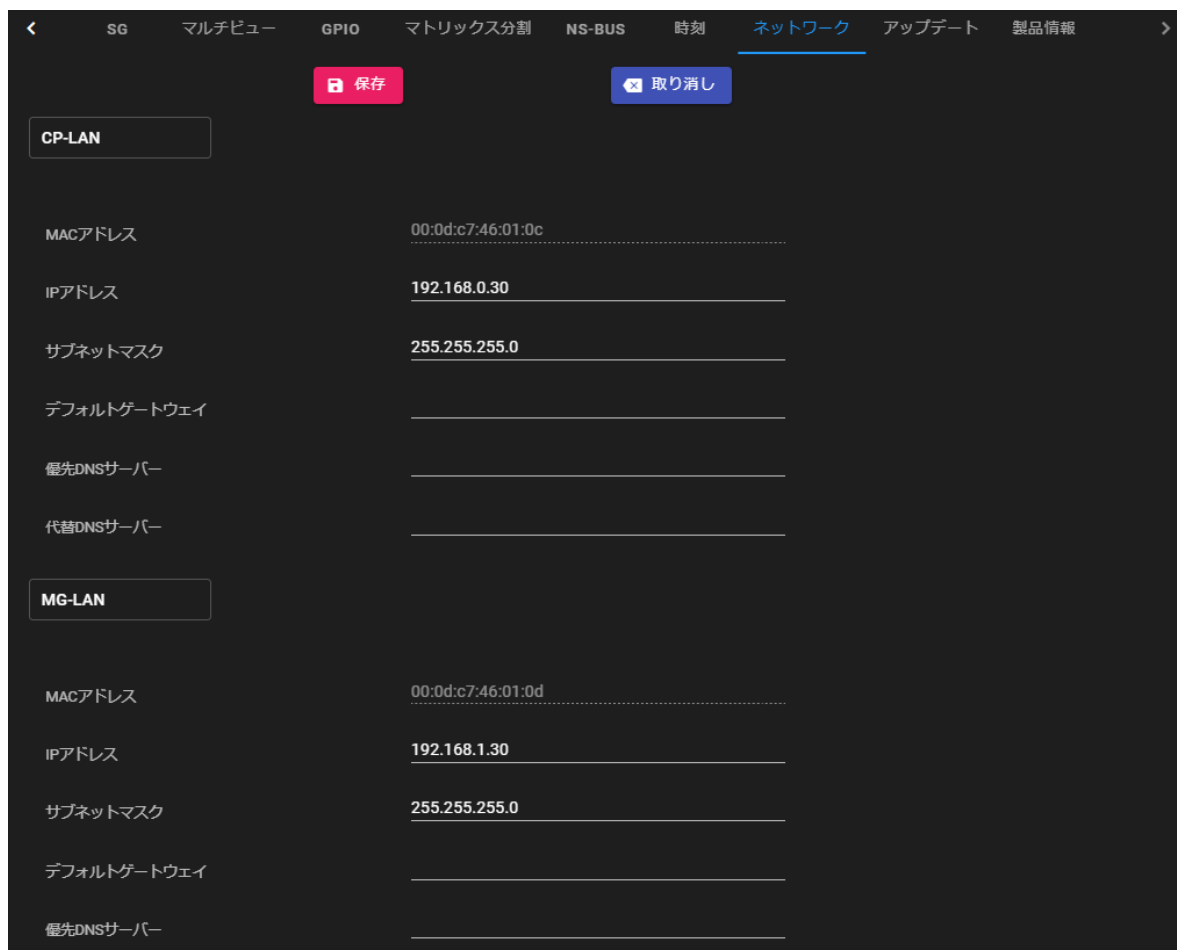 SG マルチビュー GPIO マトリックス分割 NS-BUS 時刻 ネットワーク アップデート 製品情報
保存 取り消し
CP-LAN
MACアドレス 00:0d:c7:46:01:0c
IPアドレス 192.168.0.30
サブネットマスク 255.255.255.0
デフォルトゲートウェイ
優先DNSサーバー
代替DNSサーバー
MG-LAN
MACアドレス 00:0d:c7:46:01:0d
IPアドレス 192.168.1.30
サブネットマスク 255.255.255.0
デフォルトゲートウェイ
優先DNSサーバー